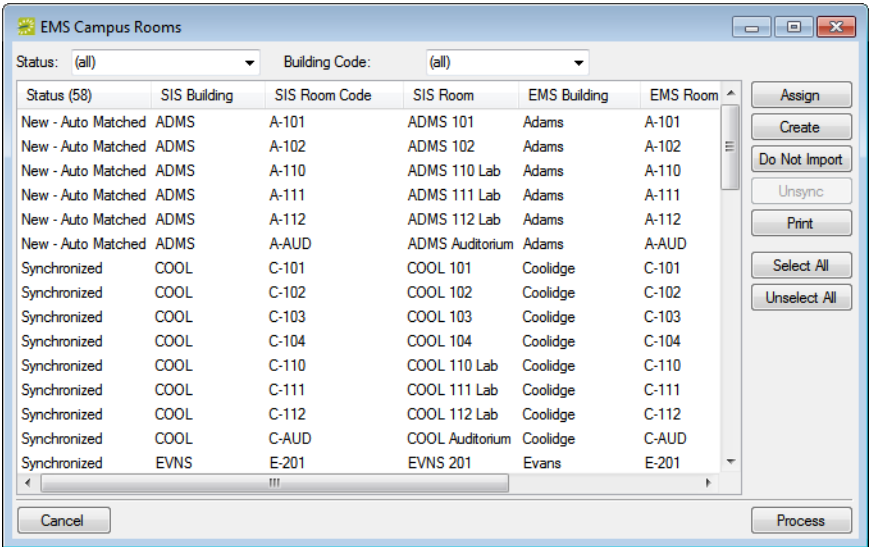 EMS Campus Rooms
Status: (all) Building Code: (all)
Status (58) SIS Building SIS Room Code SIS Room EMS Building EMS Room Assign
New - Auto Matched ADMS A-101 ADMS 101 Adams A-101 Create
New - Auto Matched ADMS A-102 ADMS 102 Adams A-102
New - Auto Matched ADMS A-110 ADMS 110 Lab Adams A-110 Do Not Import
New - Auto Matched ADMS A-111 ADMS 111 Lab Adams A-111 Unsync
New - Auto Matched ADMS A-112 ADMS 112 Lab Adams A-112 Print
New - Auto Matched ADMS A-AUD ADMS Auditorium Adams A-AUD
Synchronized COOL C-101 COOL 101 Coolidge C-101 Select All
Synchronized COOL C-102 COOL 102 Coolidge C-102 Unselect All
Synchronized COOL C-103 COOL 103 Coolidge C-103
Synchronized COOL C-104 COOL 104 Coolidge C-104
Synchronized COOL C-110 COOL 110 Lab Coolidge C-110
Synchronized COOL C-111 COOL 111 Lab Coolidge C-111
Synchronized COOL C-112 COOL 112 Lab Coolidge C-112
Synchronized COOL C-AUD COOL Auditorium Coolidge C-AUD
Synchronized EVNS E-201 EVNS 201 Evans E-201
Cancel Process